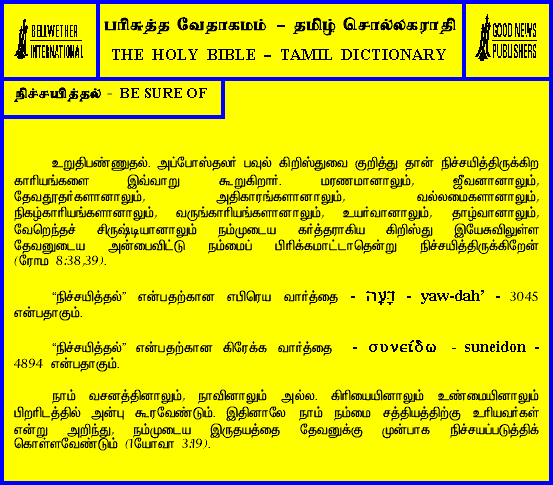 BELLWETHER
INTERNATIONAL
பரிசுத்த வேதாகமம் – தமிழ் சொல்லகராதி
THE HOLY BIBLE – TAMIL DICTIONARY
GOOD NEWS
PUBLISHERS
நிச்சயித்தல் - BE SURE OF
உறுதிபண்ணுதல். அப்போஸ்தலர் பவுல் கிறிஸ்துவை குறித்து தான் நிச்சயித்திருக்கிற
காரியங்களை இவ்வாறு கூறுகிறார். மரணமானாலும், ஜீவனானாலும்,
தேவதூதர்களானாலும், அதிகாரங்களானாலும், வல்லமைகளானாலும்,
நிகழ்காரியங்களானாலும், வருங்காரியங்களானாலும், உயர்வானாலும், தாழ்வானாலும்,
வேறெந்தச் சிருஷ்டியானாலும் நம்முடைய கர்த்தராகிய கிறிஸ்து இயேசுவிலுள்ள
தேவனுடைய அன்பைவிட்டு நம்மைப் பிரிக்கமாட்டாதென்று நிச்சயித்திருக்கிறேன்
(ரோம 8:38,39).
“நிச்சயித்தல்” என்பதற்கான எபிரெய வார்த்தை - דֵּעָה - yaw-dah’ - 3045
என்பதாகும்.
“நிச்சயித்தல்” என்பதற்கான கிரேக்க வார்த்தை - συνείδω - suneidon -
4894 என்பதாகும்.
நாம் வசனத்தினாலும், நாவினாலும் அல்ல. கிரியையினாலும் உண்மையினாலும்
பிறரிடத்தில் அன்பு கூரவேண்டும். இதினாலே நாம் நம்மை சத்தியத்திற்கு உரியவர்கள்
என்று அறிந்து, நம்முடைய இருதயத்தை தேவனுக்கு முன்பாக நிச்சயப்படுத்திக்
கொள்ளவேண்டும் (1யோவா 3:19).